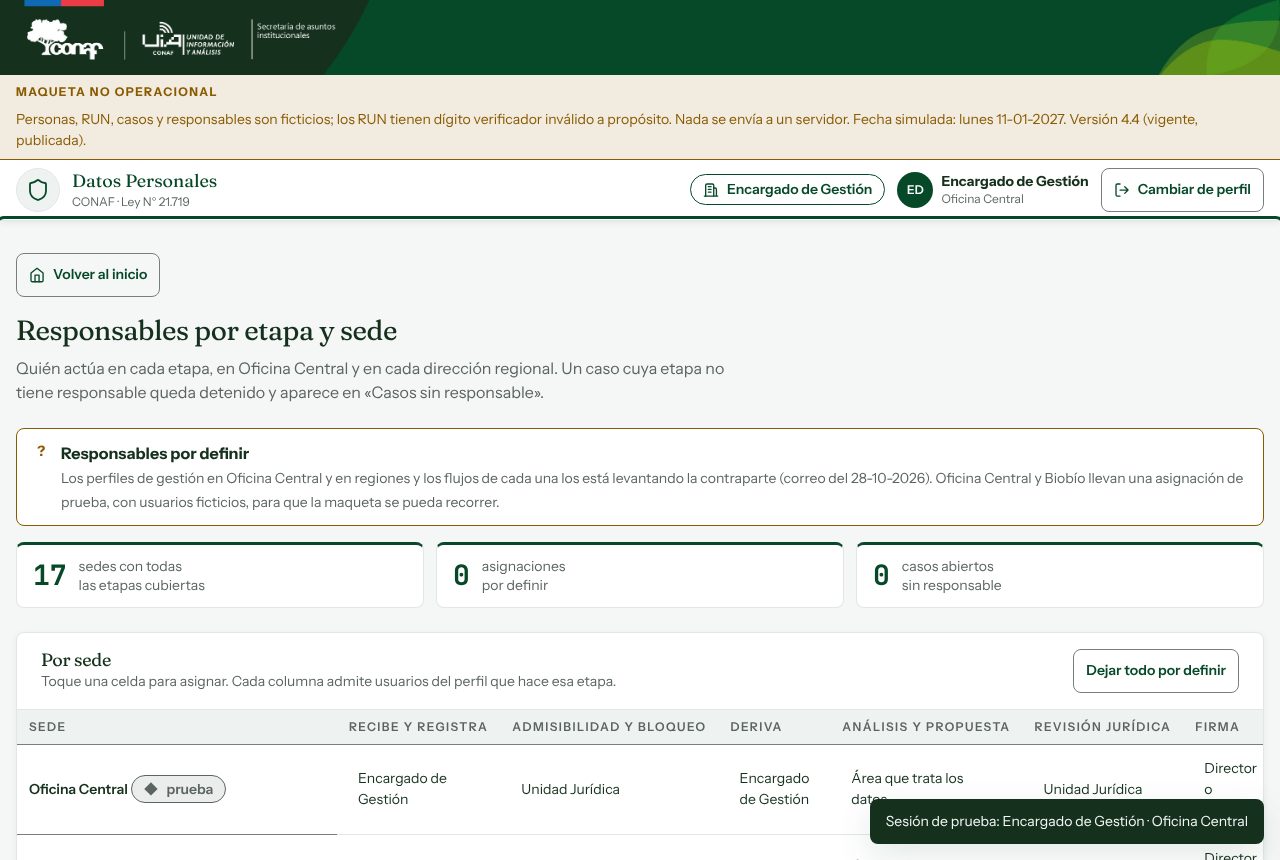 conaf
UIA CONAF
UNIDAD DE
INFORMACIÓN
Y ANÁLISIS
Secretaría de asuntos
institucionales
MAQUETA NO OPERACIONAL
Personas, RUN, casos y responsables son ficticios; los RUN tienen dígito verificador inválido a propósito. Nada se envía a un servidor. Fecha simulada: lunes 11-01-2027. Versión 4.4 (vigente,
publicada).
Datos Personales
CONAF · Ley N° 21.719
Encargado de Gestión
ED
Encargado de Gestión
Oficina Central
Cambiar de perfil
Volver al inicio
Responsables por etapa y sede
Quién actúa en cada etapa, en Oficina Central y en cada dirección regional. Un caso cuya etapa no
tiene responsable queda detenido y aparece en «Casos sin responsable».
? Responsables por definir
Los perfiles de gestión en Oficina Central y en regiones y los flujos de cada una los está levantando la contraparte (correo del 28-10-2026). Oficina Central y Biobío llevan una asignación de
prueba, con usuarios ficticios, para que la maqueta se pueda recorrer.
17 sedes con todas
las etapas cubiertas
0 asignaciones
por definir
0 casos abiertos
sin responsable
Por sede
Toque una celda para asignar. Cada columna admite usuarios del perfil que hace esa etapa.
Dejar todo por definir
SEDE RECIBE Y REGISTRA ADMISIBILIDAD Y BLOQUEO DERIVA ANÁLISIS Y PROPUESTA REVISIÓN JURÍDICA FIRMA
Oficina Central prueba
Encargado de
Gestión
Unidad Jurídica
Encargado
de Gestión
Área que trata los
datos
Unidad Jurídica
Director
o
Sesión de prueba: Encargado de Gestión · Oficina Central
Director